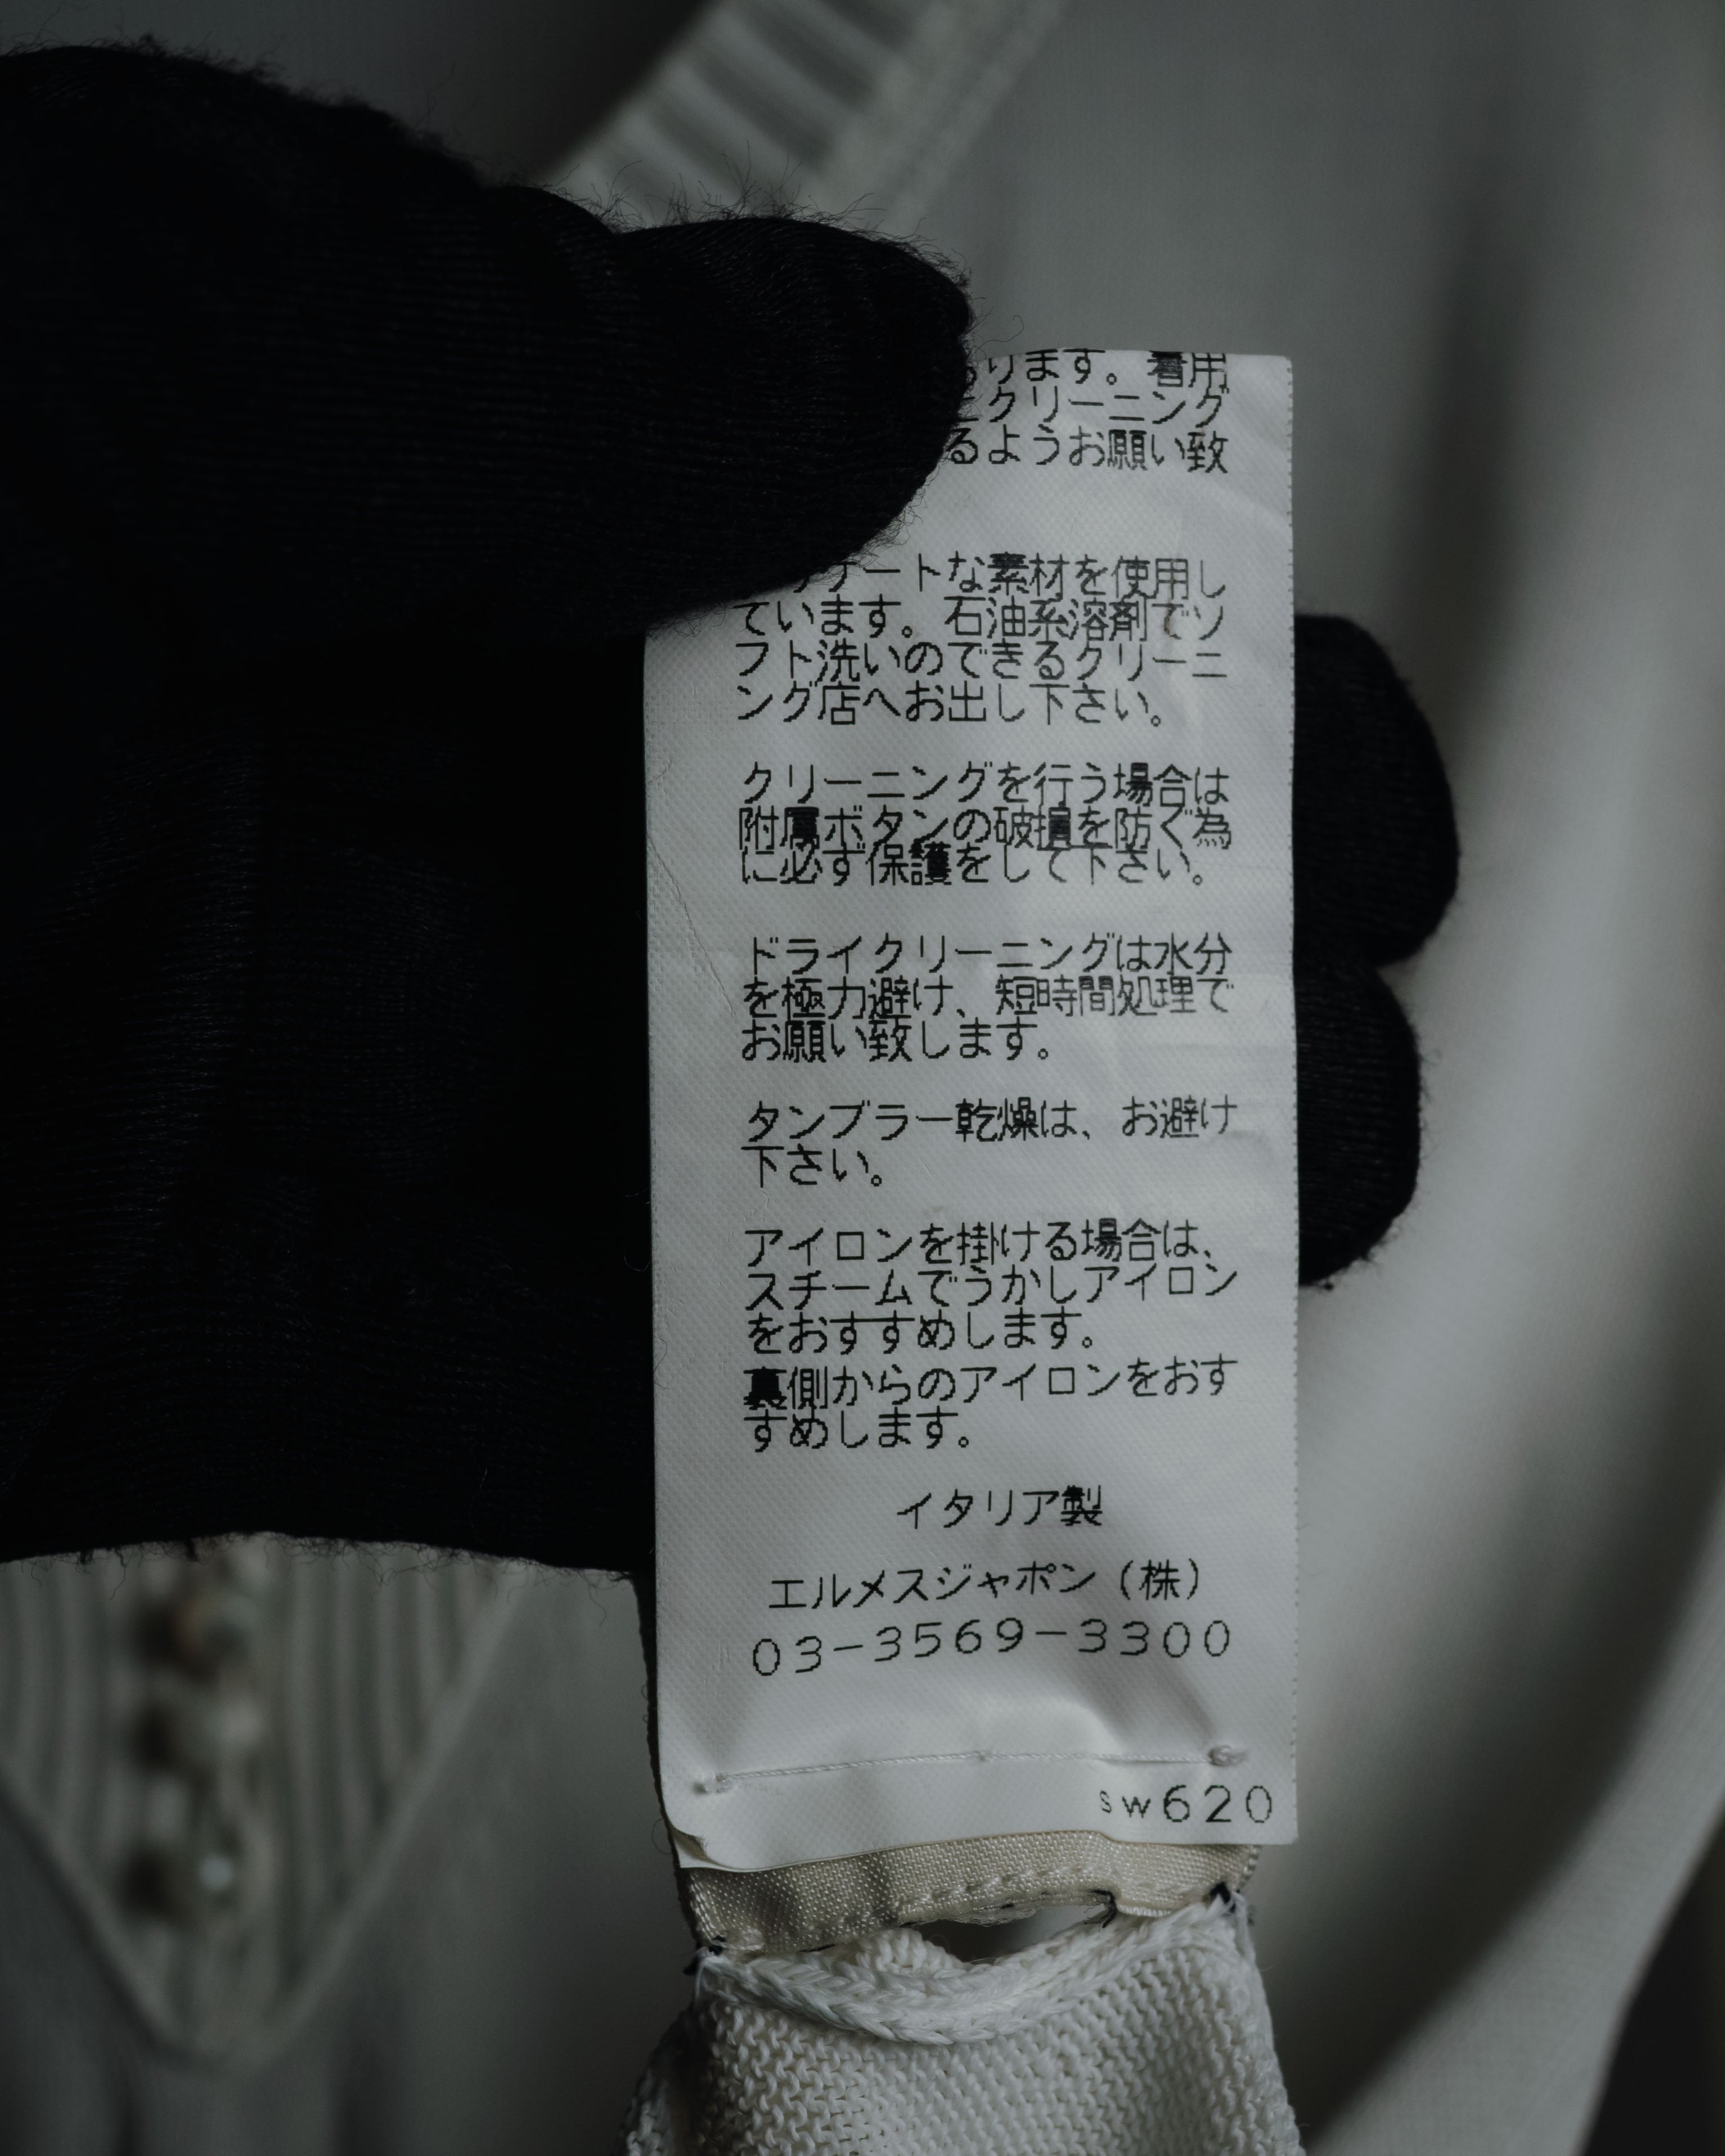 ります。着用
クリーニング
るようお願い致
ートな素材を使用し
ています。石油系溶剤でソ
フト洗いのできるクリーニ
ング店へお出し下さい。
クリーニングを行う場合は
附属ボタンの破損を防ぐ為
に必ず保護をして下さい。
ドライクリーニングは水分
を極力避け、短時間処理で
お願い致します。
タンブラー乾燥は、お避け
下さい。
アイロンを掛ける場合は、
スチームでうかしアイロン
をおすすめします。
裏側からのアイロンをおす
すめします。
イタリア製
エルメスジャポン（株）
03-3569-3300
sw620